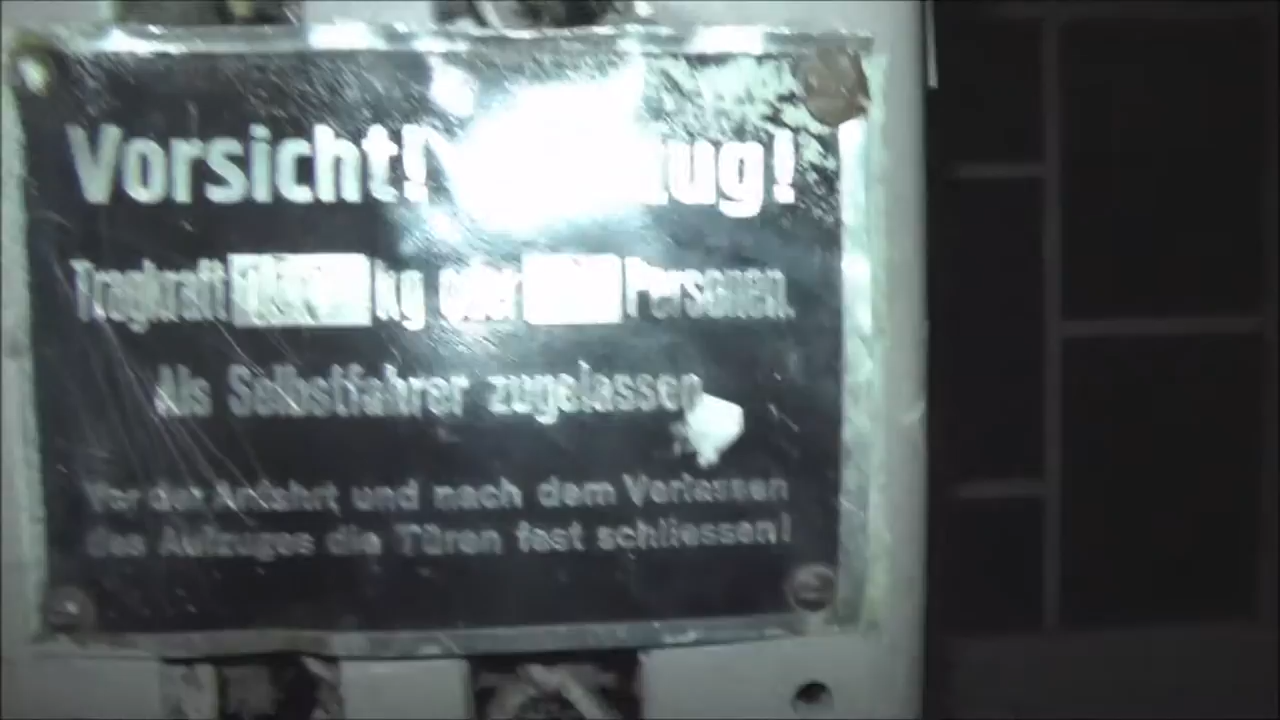 Vorsicht! ug!
Tragkraft kg oder Personen.
Als Selbstfahrer zugelassen
Vor der Anfahrt und nach dem Verlassen
des Aufzuges die Türen fest schliessen!